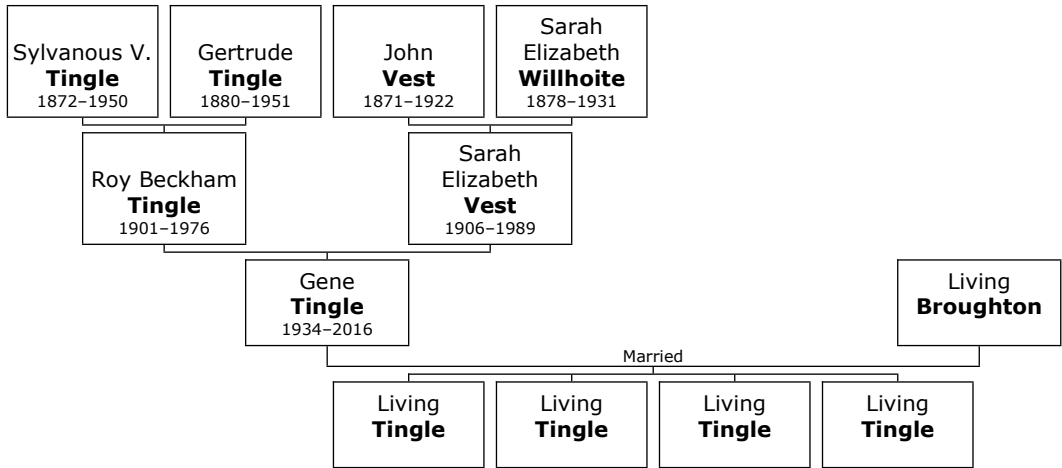 Sylvanous V.
Tingle
1872–1950
Gertrude
Tingle
1880–1951
John
Vest
1871–1922
Sarah
Elizabeth
Willhoite
1878–1931
Roy Beckham
Tingle
1901–1976
Sarah
Elizabeth
Vest
1906–1989
Gene
Tingle
1934–2016
Living
Broughton
Married
Living
Tingle
Living
Tingle
Living
Tingle
Living
Tingle